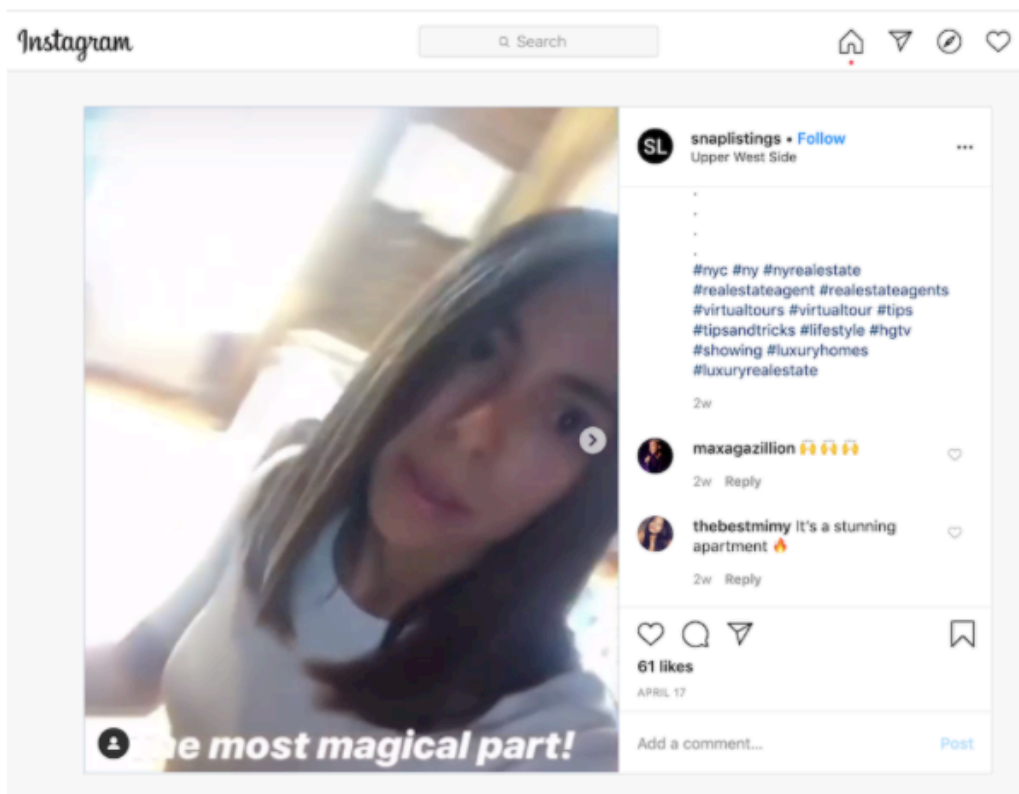 Instagram
Search
SL
snaplistings • Follow
Upper West Side
...
.
.
.
.
#nyc #ny #nyrealestate
#realestateagent #realestateagents
#virtualtours #virtualtour #tips
#tipsandtricks #lifestyle #hgtv
#showing #luxuryhomes
#luxuryrealestate
2w
maxagazillion 🙌🙌🙌
2w Reply
thebestmimy It's a stunning
apartment 🔥
2w Reply
61 likes
APRIL 17
Add a comment... Post
most magical part!